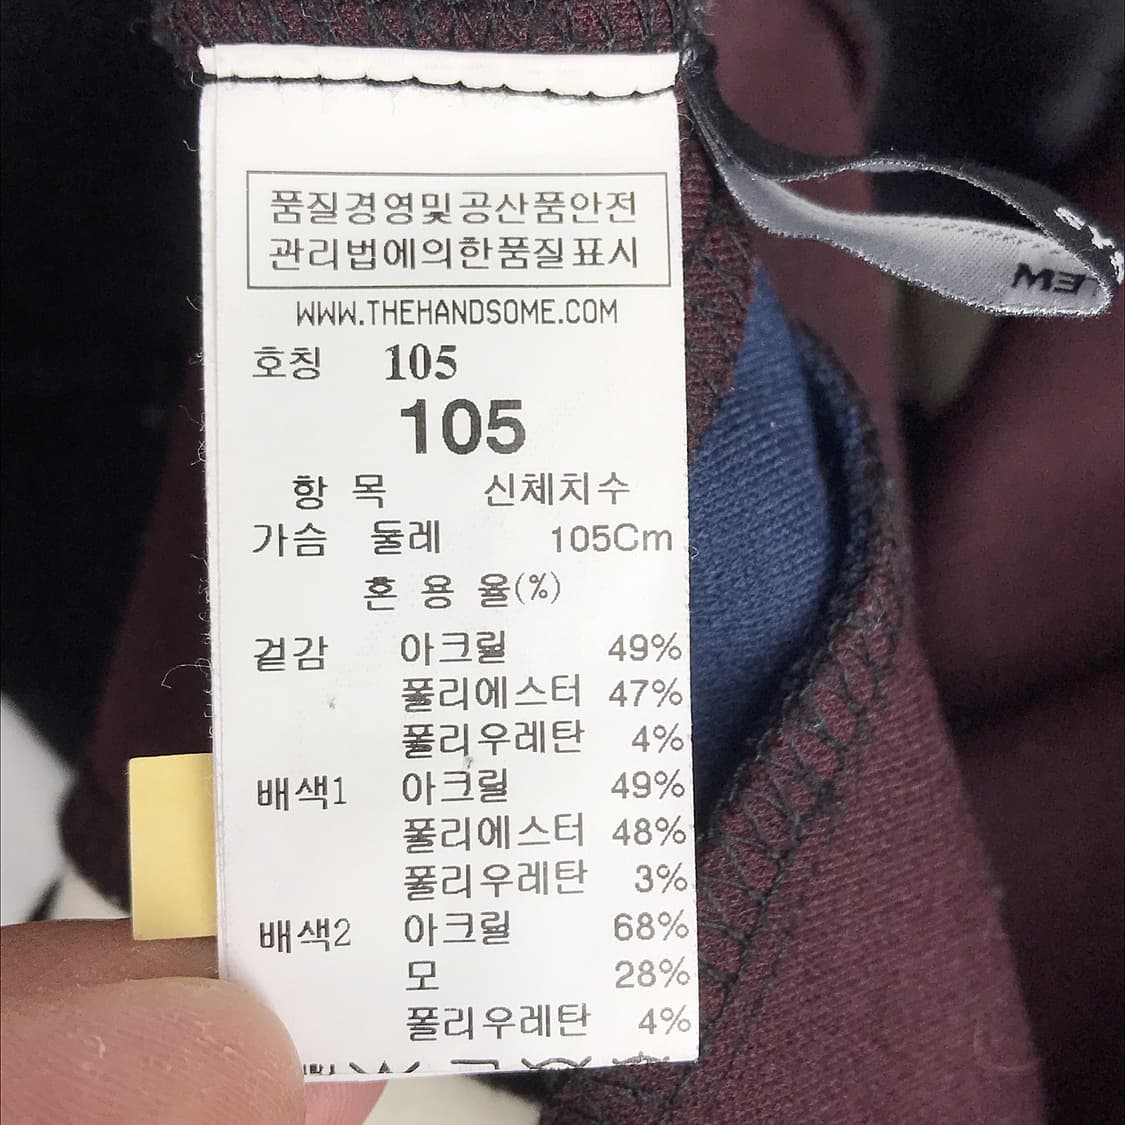 품질경영및공산품안전
관리법에의한품질표시
WWW.THEHANDSOME.COM
호칭 105
105
항 목 신체치수
가슴 둘레 105Cm
혼 용 율(%)
겉감 아크릴 49%
폴리에스터 47%
폴리우레탄 4%
배색1 아크릴 49%
폴리에스터 48%
폴리우레탄 3%
배색2 아크릴 68%
모 28%
폴리우레탄 4%